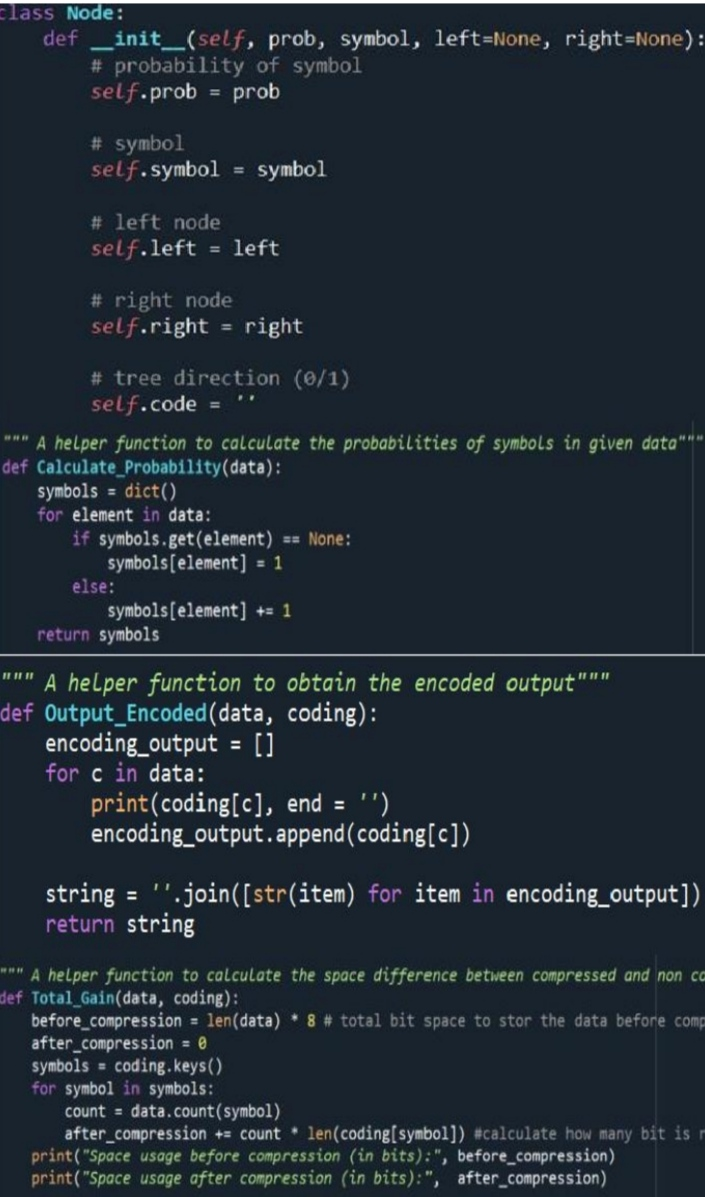 class Node:
    def __init__(self, prob, symbol, left=None, right=None):
        # probability of symbol
        self.prob = prob

        # symbol
        self.symbol = symbol

        # left node
        self.left = left

        # right node
        self.right = right

        # tree direction (0/1)
        self.code = ''
""" A helper function to calculate the probabilities of symbols in given data"""
def Calculate_Probability(data):
    symbols = dict()
    for element in data:
        if symbols.get(element) == None:
            symbols[element] = 1
        else:
            symbols[element] += 1
    return symbols
""" A helper function to obtain the encoded output"""
def Output_Encoded(data, coding):
    encoding_output = []
    for c in data:
        print(coding[c], end = '')
        encoding_output.append(coding[c])

    string = ''.join([str(item) for item in encoding_output])
    return string
""" A helper function to calculate the space difference between compressed and non co
def Total_Gain(data, coding):
    before_compression = len(data) * 8 # total bit space to stor the data before comp
    after_compression = 0
    symbols = coding.keys()
    for symbol in symbols:
        count = data.count(symbol)
        after_compression += count * len(coding[symbol]) #calculate how many bit is r
    print("Space usage before compression (in bits):", before_compression)
    print("Space usage after compression (in bits):",  after_compression)